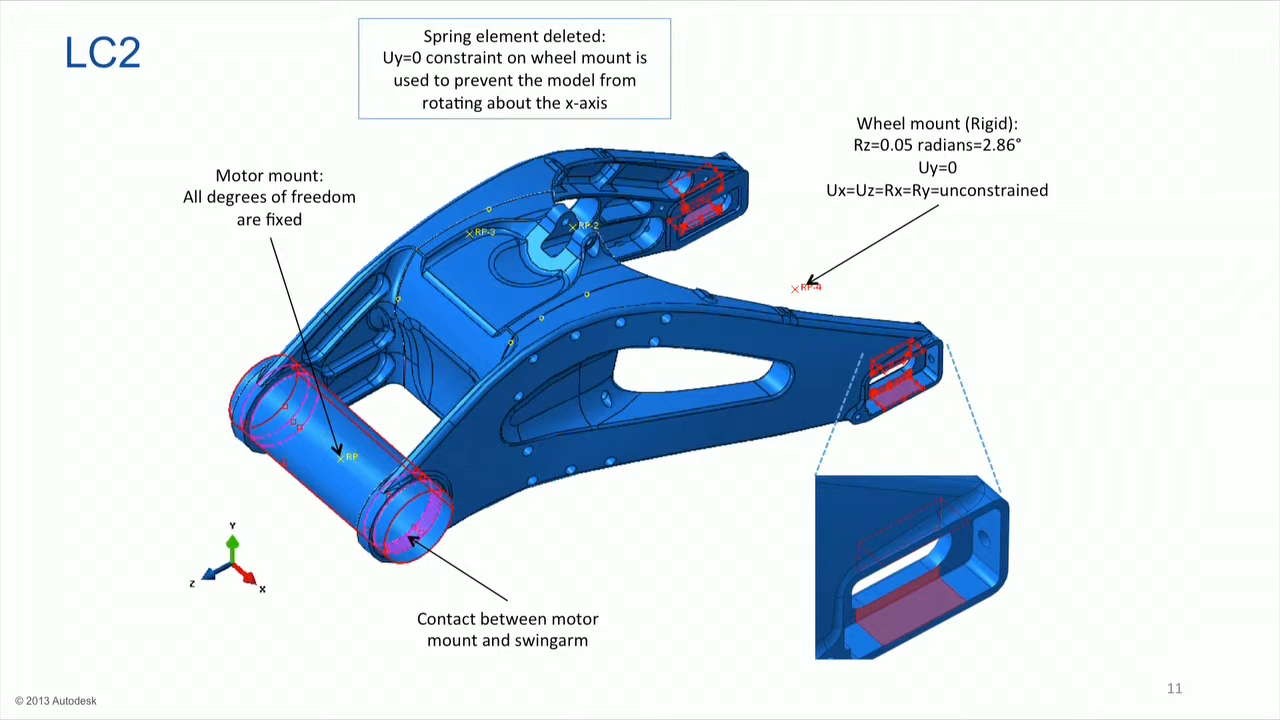 LC2
Spring element deleted:
Uy=0 constraint on wheel mount is
used to prevent the model from
rotating about the x-axis
Wheel mount (Rigid):
Rz=0.05 radians=2.86°
Uy=0
Ux=Uz=Rx=Ry=unconstrained
Motor mount:
All degrees of freedom
are fixed
RP-3
RP-2
RP-4
RP
Y
Z
X
Contact between motor
mount and swingarm
© 2013 Autodesk
11